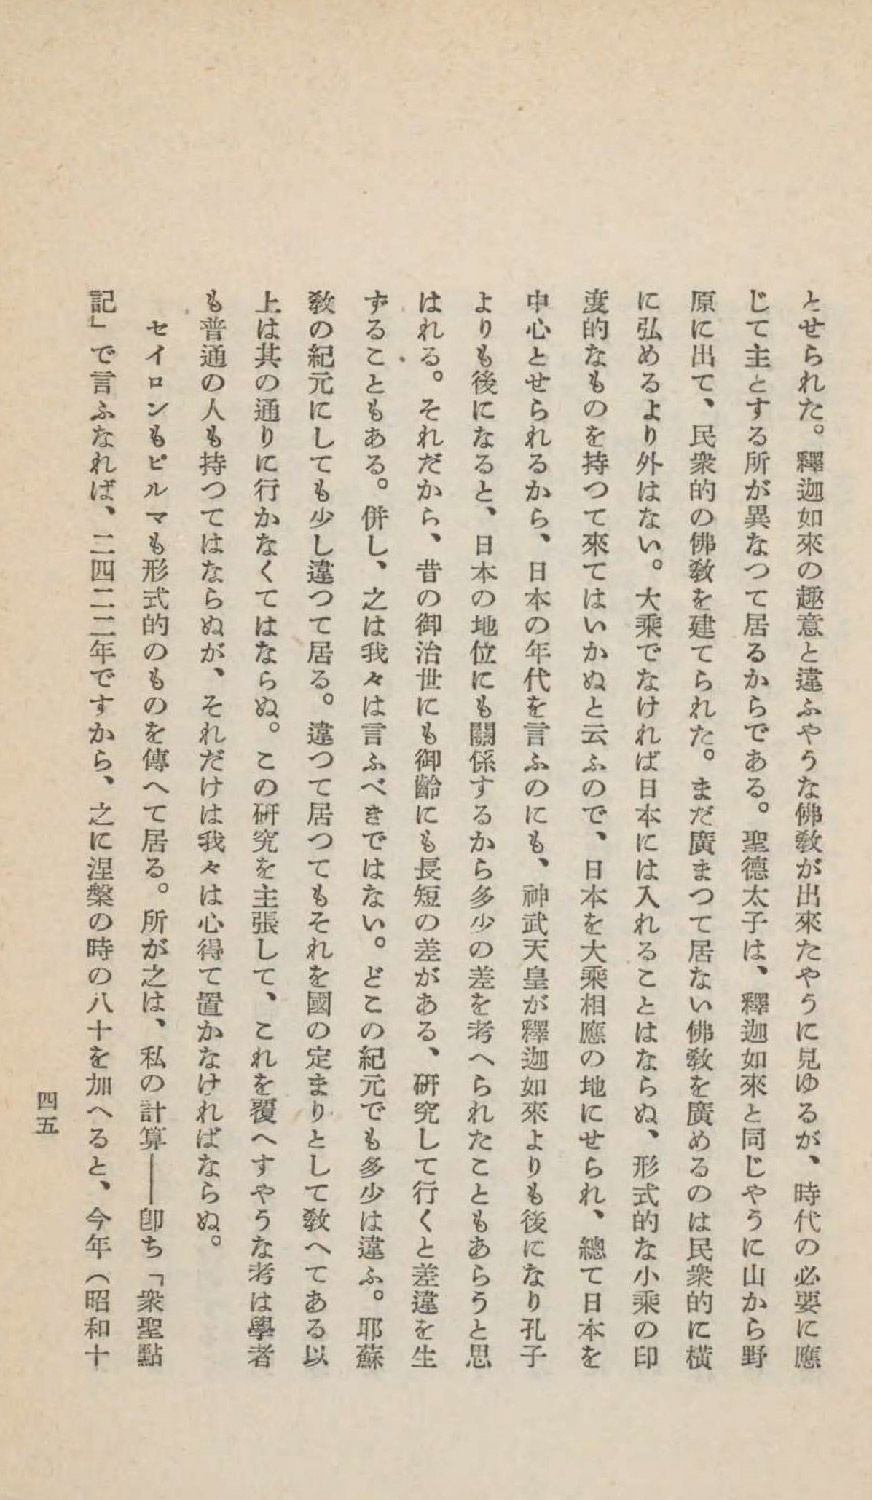 とせられた。釋迦如來の趣意と違ふやうな佛敎が出來たやうに見ゆるが、時代の必要に應
じて主とする所が異なつて居るからである。聖德太子は、釋迦如來と同じやうに山から野
原に出て、民衆的の佛敎を建てられた。まだ廣まつて居ない佛敎を廣めるのは民衆的に橫
に弘めるより外はない。大乘でなければ日本には入れることはならぬ、形式的な小乘の印
度的なものを持つて來てはいかぬと云ふので、日本を大乘相應の地にせられ、總て日本を
中心とせられるから、日本の年代を言ふのにも、神武天皇が釋迦如來よりも後になり孔子
よりも後になると、日本の地位にも關係するから多少の差を考へられたこともあらうと思
はれる。それだから、昔の御治世にも御齡にも長短の差がある、硏究して行くと差違を生
ずることもある。併し、之は我々は言ふべきではない。どこの紀元でも多少は違ふ。耶蘇
敎の紀元にしても少し違つて居る。違つて居つてもそれを國の定まりとして敎へてある以
上は其の通りに行かなくてはならぬ。この硏究を主張して、これを覆へすやうな考は學者
も普通の人も持つてはならぬが、それだけは我々は心得て置かなければならぬ。
セイロンもビルマも形式的のものを傳へて居る。所が之は、私の計算――卽ち「衆聖點
記」で言ふなれば、二四二二年ですから、之に涅槃の時の八十を加へると、今年（昭和十
四五